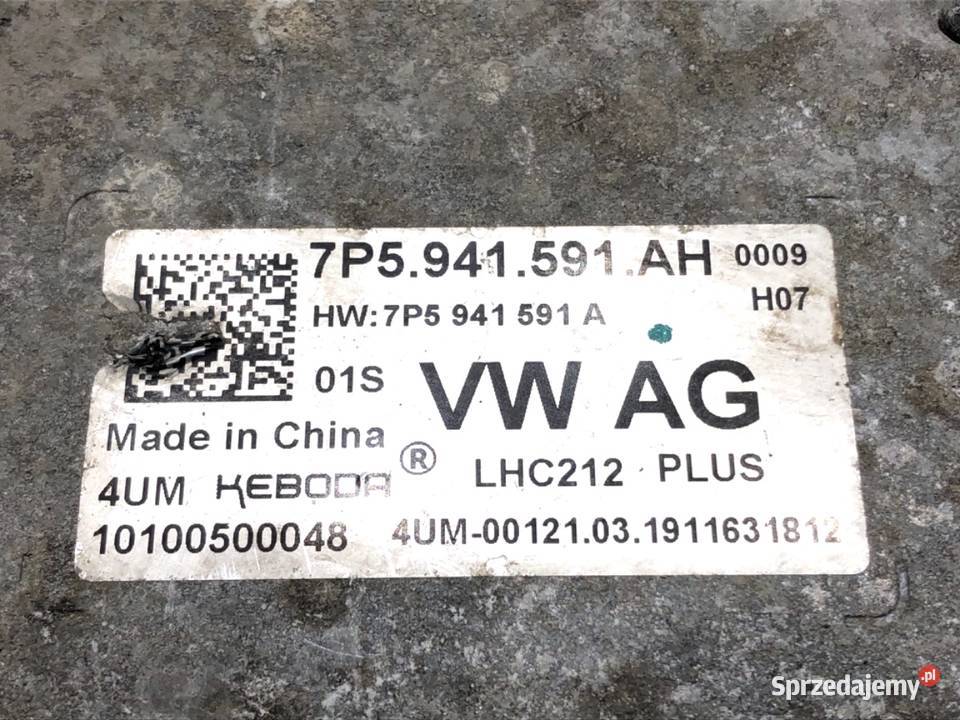 7P5.941.591.AH 0009
H07
HW:7P5 941 591 A
01S VW AG
Made in China
4UM KEBODA® LHC212 PLUS
10100500048 4UM-00121.03.1911631812
Sprzedajemy.pl